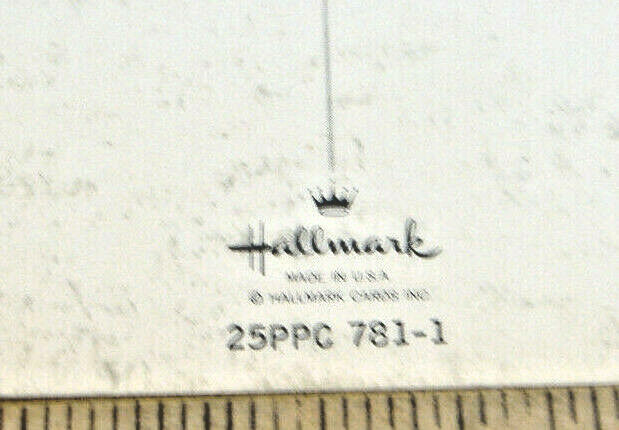 Hallmark
MADE IN U.S.A.
© HALLMARK CARDS INC.
25PPC 781-1